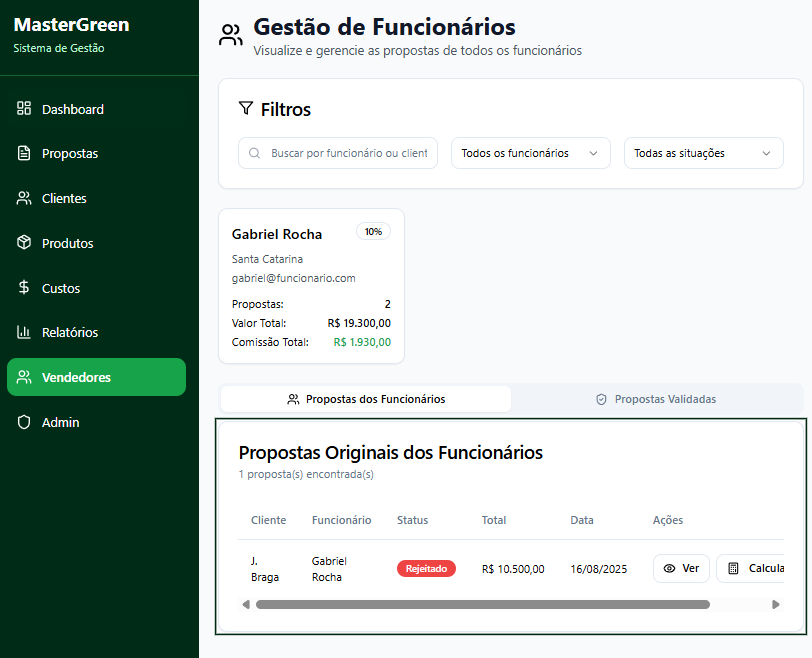 MasterGreen
Sistema de Gestão
Dashboard
Propostas
Clientes
Produtos
Custos
Relatórios
Vendedores
Admin
Gestão de Funcionários
Visualize e gerencie as propostas de todos os funcionários
Filtros
Buscar por funcionário ou client
Todos os funcionários
Todas as situações
Gabriel Rocha
10%
Santa Catarina
gabriel@funcionario.com
Propostas: 2
Valor Total: R$ 19.300,00
Comissão Total: R$ 1.930,00
Propostas dos Funcionários
Propostas Validadas
Propostas Originais dos Funcionários
1 proposta(s) encontrada(s)
Cliente Funcionário Status Total Data Ações
J. Braga Gabriel Rocha Rejeitado R$ 10.500,00 16/08/2025 Ver Calcula